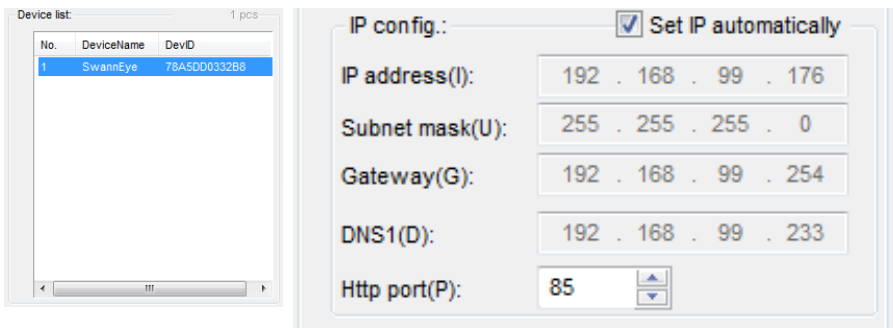 Device list: 1 pcs
No. DeviceName DevID
1 SwannEye 78A5DD0332B8
IP config.: Set IP automatically
IP address(I): 192 . 168 . 99 . 176
Subnet mask(U): 255 . 255 . 255 . 0
Gateway(G): 192 . 168 . 99 . 254
DNS1(D): 192 . 168 . 99 . 233
Http port(P): 85